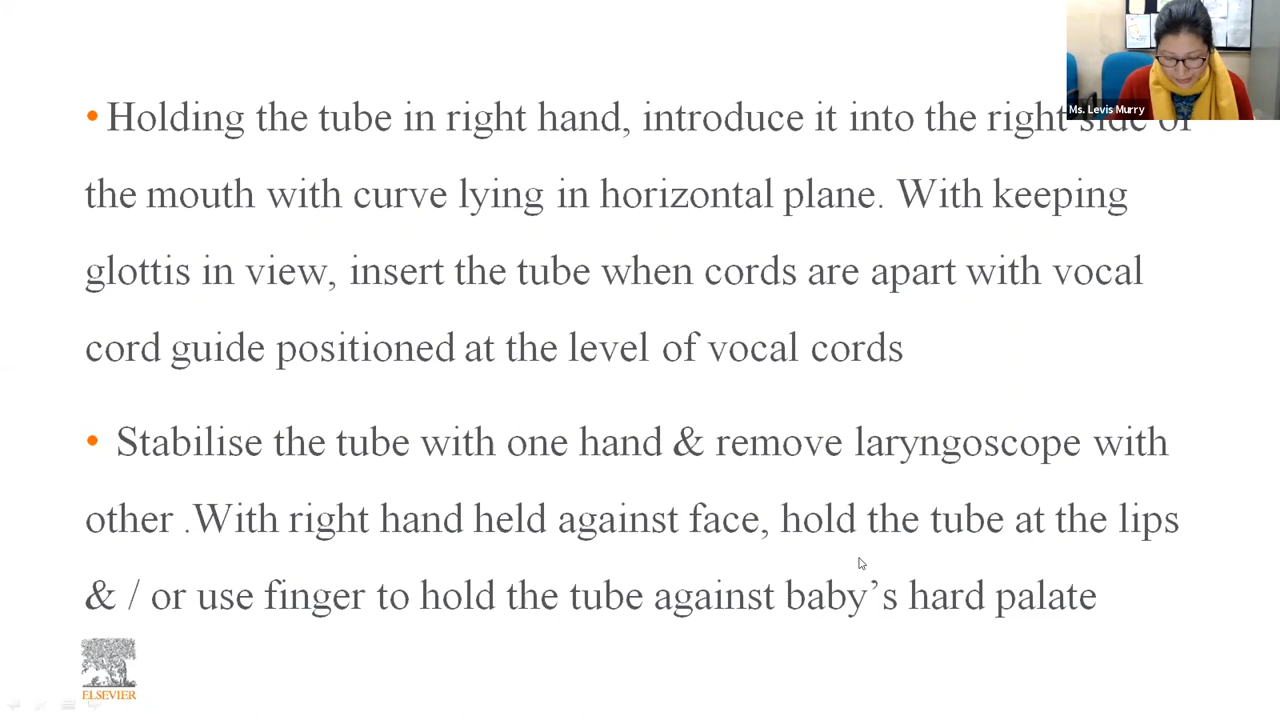 Ms. Levis Murry
• Holding the tube in right hand, introduce it into the right side of
the mouth with curve lying in horizontal plane. With keeping
glottis in view, insert the tube when cords are apart with vocal
cord guide positioned at the level of vocal cords
• Stabilise the tube with one hand & remove laryngoscope with
other .With right hand held against face, hold the tube at the lips
& / or use finger to hold the tube against baby’s hard palate
ELSEVIER